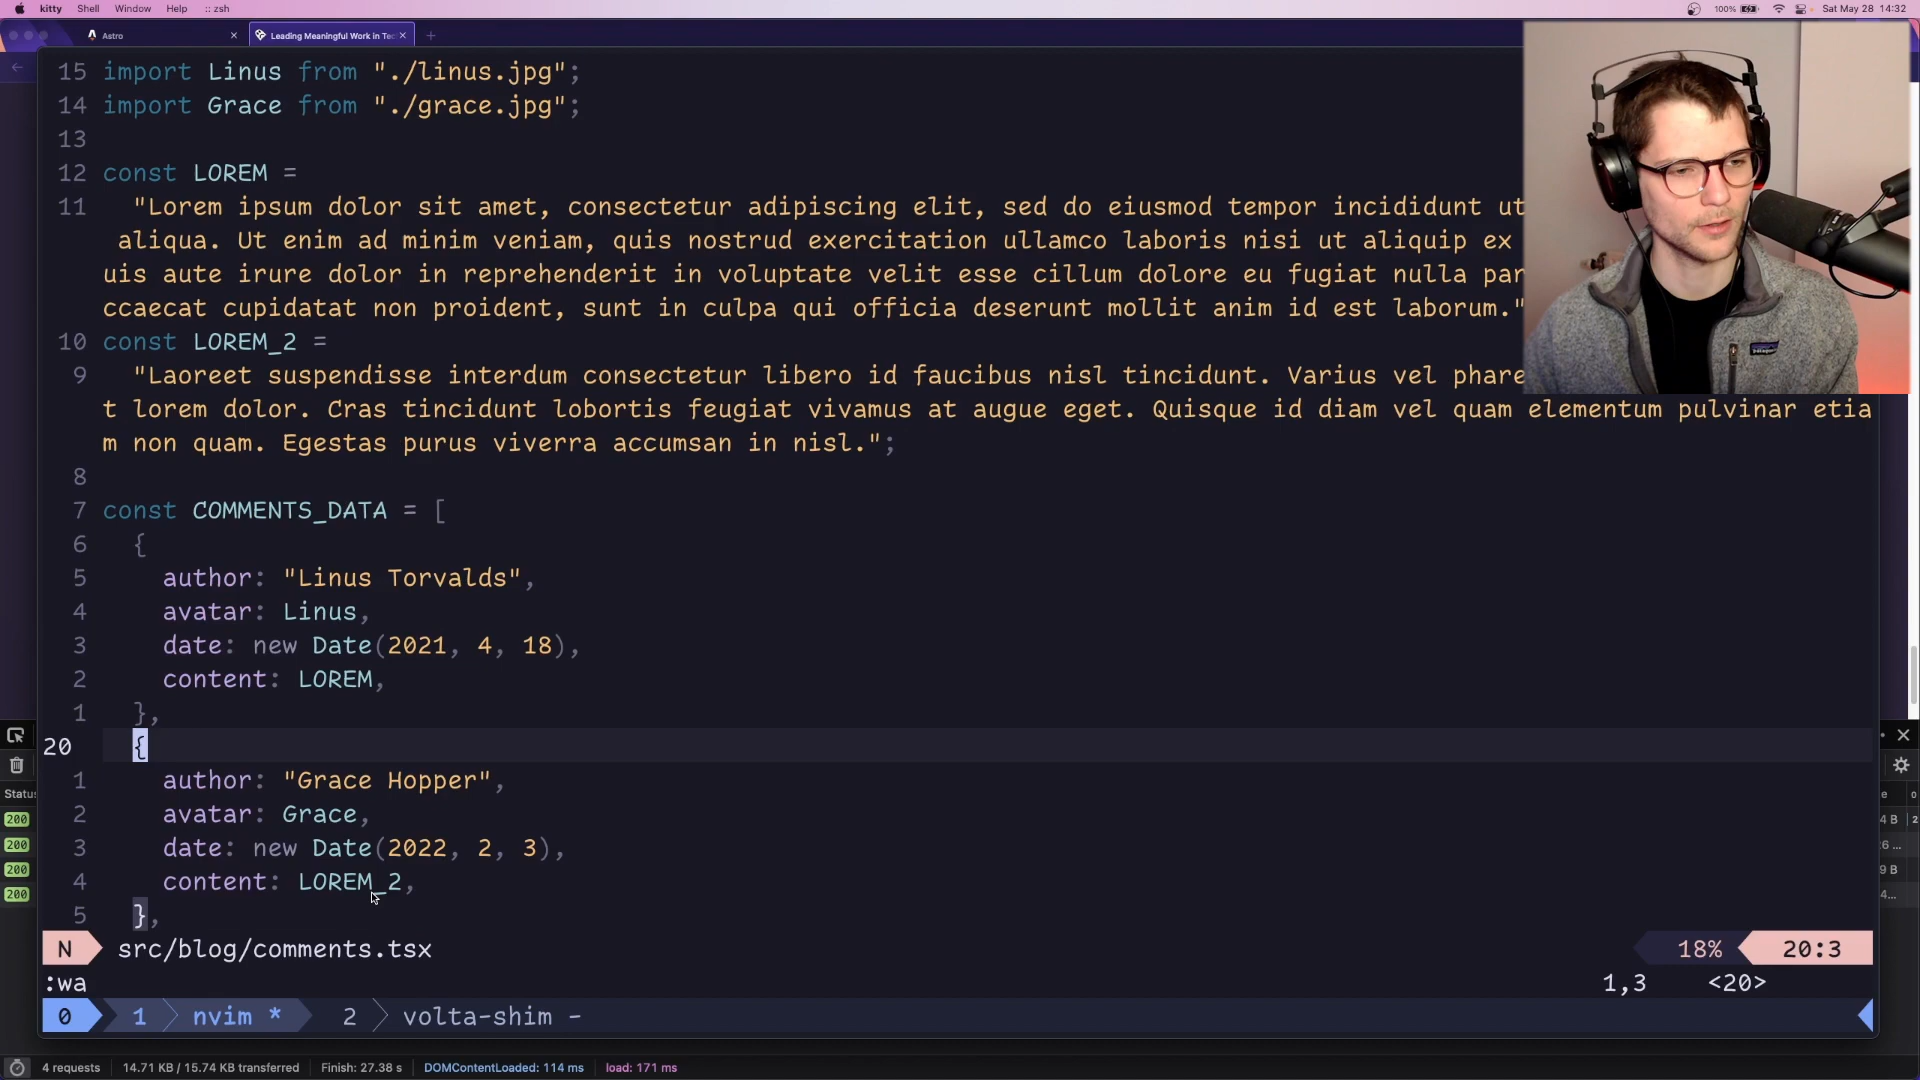 kitty Shell Window Help :: zsh 100% Sat May 28 14:32
Astro Leading Meaningful Work in Tec
15 import Linus from "./linus.jpg";
14 import Grace from "./grace.jpg";
13
12 const LOREM =
11 "Lorem ipsum dolor sit amet, consectetur adipiscing elit, sed do eiusmod tempor incididunt ut
aliqua. Ut enim ad minim veniam, quis nostrud exercitation ullamco laboris nisi ut aliquip ex
uis aute irure dolor in reprehenderit in voluptate velit esse cillum dolore eu fugiat nulla par
ccaecat cupidatat non proident, sunt in culpa qui officia deserunt mollit anim id est laborum."
10 const LOREM_2 =
9 "Laoreet suspendisse interdum consectetur libero id faucibus nisl tincidunt. Varius vel phare
t lorem dolor. Cras tincidunt lobortis feugiat vivamus at augue eget. Quisque id diam vel quam elementum pulvinar etia
m non quam. Egestas purus viverra accumsan in nisl.";
8
7 const COMMENTS_DATA = [
6 {
5 author: "Linus Torvalds",
4 avatar: Linus,
3 date: new Date(2021, 4, 18),
2 content: LOREM,
1 },
20 {
1 author: "Grace Hopper",
2 avatar: Grace,
3 date: new Date(2022, 2, 3),
4 content: LOREM_2,
5 },
Status
200
200
200
200
N src/blog/comments.tsx 18% 20:3
:wa 1,3 <20>
0 1 nvim * 2 volta-shim -
4 requests 14.71 KB / 15.74 KB transferred Finish: 27.38 s DOMContentLoaded: 114 ms load: 171 ms